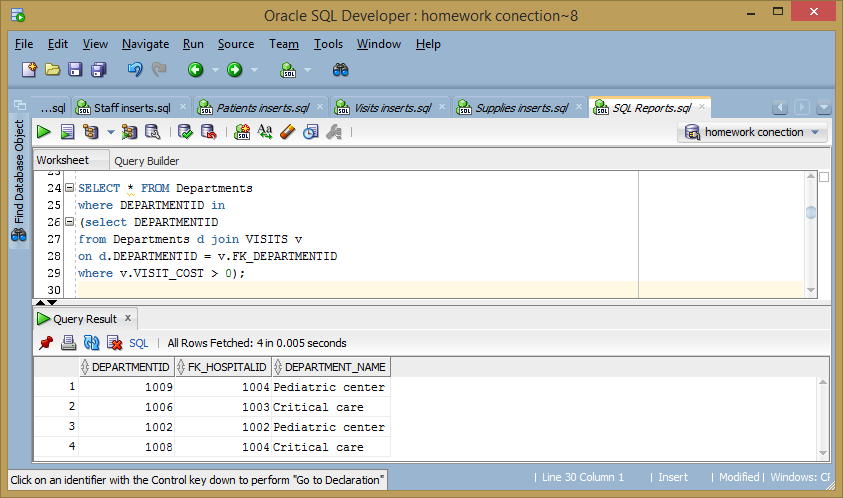 Oracle SQL Developer : homework conection~8
File Edit View Navigate Run Source Team Tools Window Help
...sql Staff inserts.sql Patients inserts.sql Visits inserts.sql Supplies inserts.sql SQL Reports.sql
homework conection
Find Database Object
Worksheet Query Builder
23
24 SELECT * FROM Departments
25 where DEPARTMENTID in
26 (select DEPARTMENTID
27 from Departments d join VISITS v
28 on d.DEPARTMENTID = v.FK_DEPARTMENTID
29 where v.VISIT_COST > 0);
30
Query Result x
SQL | All Rows Fetched: 4 in 0.005 seconds
DEPARTMENTID FK_HOSPITALID DEPARTMENT_NAME
1 1009 1004 Pediatric center
2 1006 1003 Critical care
3 1002 1002 Pediatric center
4 1008 1004 Critical care
Click on an identifier with the Control key down to perform "Go to Declaration" | Line 30 Column 1 | Insert | Modified | Windows: